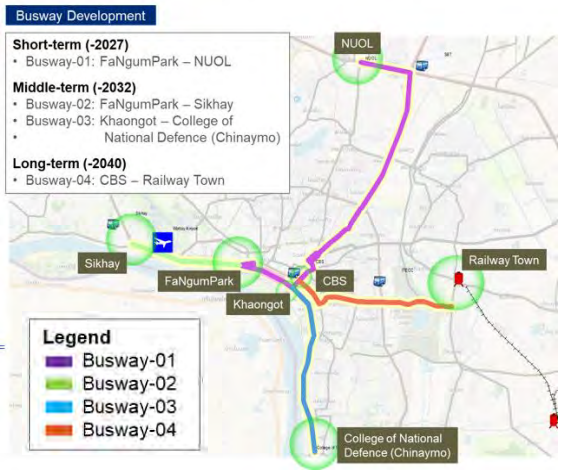 Busway Development
Short-term (-2027)
• Busway-01: FaNgumPark – NUOL
Middle-term (-2032)
• Busway-02: FaNgumPark – Sikhay
• Busway-03: Khaongot – College of
• National Defence (Chinaymo)
Long-term (-2040)
• Busway-04: CBS – Railway Town
NUOL
NUOL
Sikhay
FaNgumPark
Khaongot
CBS
Railway Town
College of National
Defence (Chinaymo)
Legend
Busway-01
Busway-02
Busway-03
Busway-04